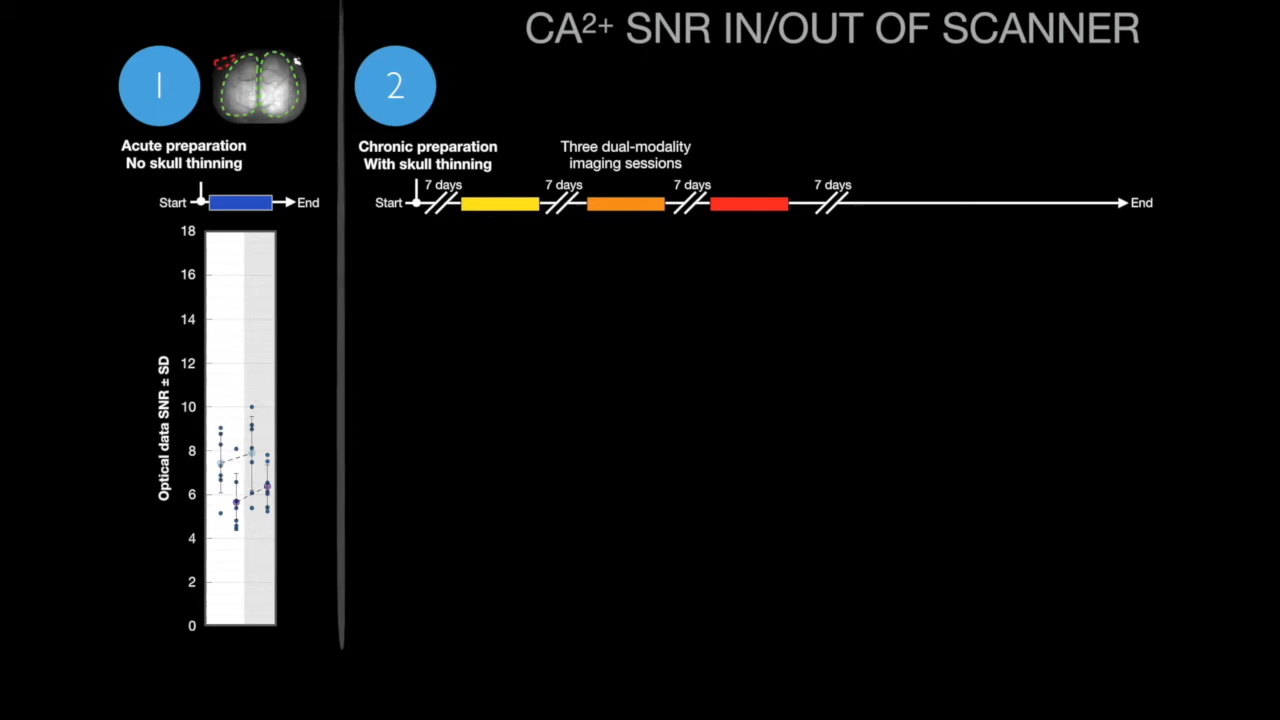 CA²⁺ SNR IN/OUT OF SCANNER
1
Acute preparation
No skull thinning
Start
End
18
16
14
12
10
8
6
4
2
0
Optical data SNR ± SD
2
Chronic preparation
With skull thinning
Three dual-modality
imaging sessions
7 days
7 days
7 days
7 days
Start
End